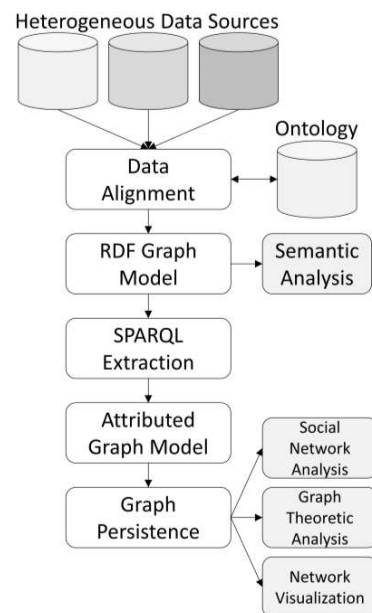 Heterogeneous Data Sources
Ontology
Data
Alignment
RDF Graph
Model
Semantic
Analysis
SPARQL
Extraction
Attributed
Graph Model
Social
Network
Analysis
Graph
Persistence
Graph
Theoretic
Analysis
Network
Visualization